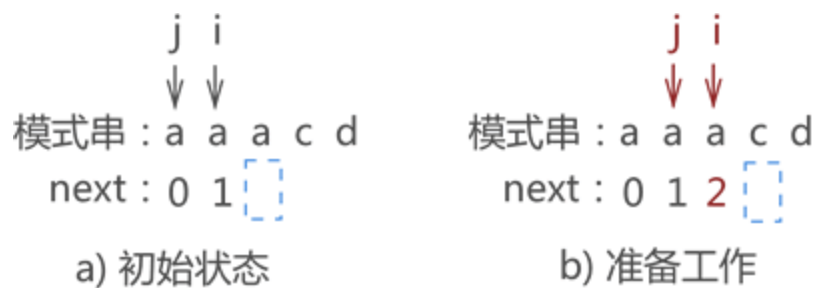 j i
模式串：a a a c d
next：0 1
a) 初始状态
j i
模式串：a a a c d
next：0 1 2
b) 准备工作